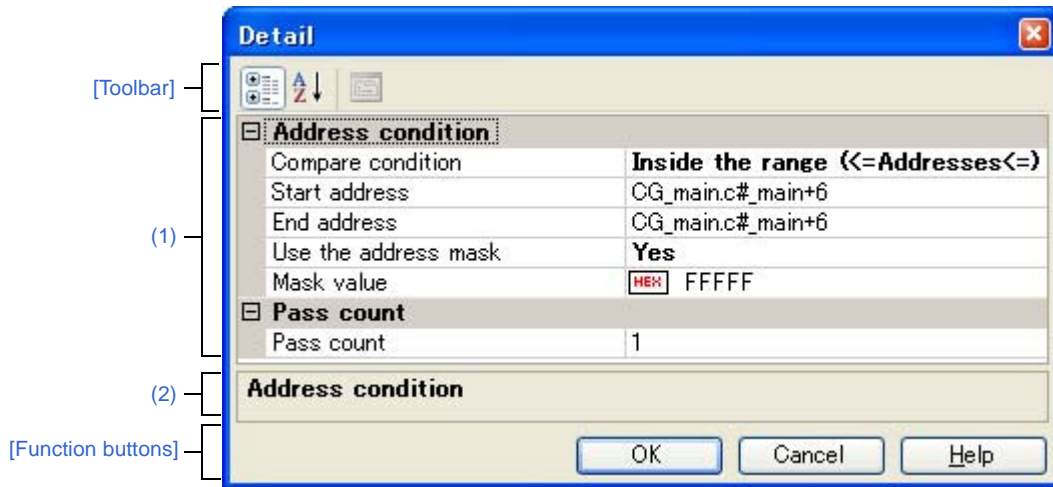 Detail
[Toolbar]
A
Z
Address condition
Compare condition Inside the range (<=Addresses<=)
Start address CG_main.c#_main+6
End address CG_main.c#_main+6
(1)
Use the address mask Yes
Mask value HEX FFFFF
Pass count
Pass count 1
(2)
Address condition
[Function buttons]
OK Cancel Help